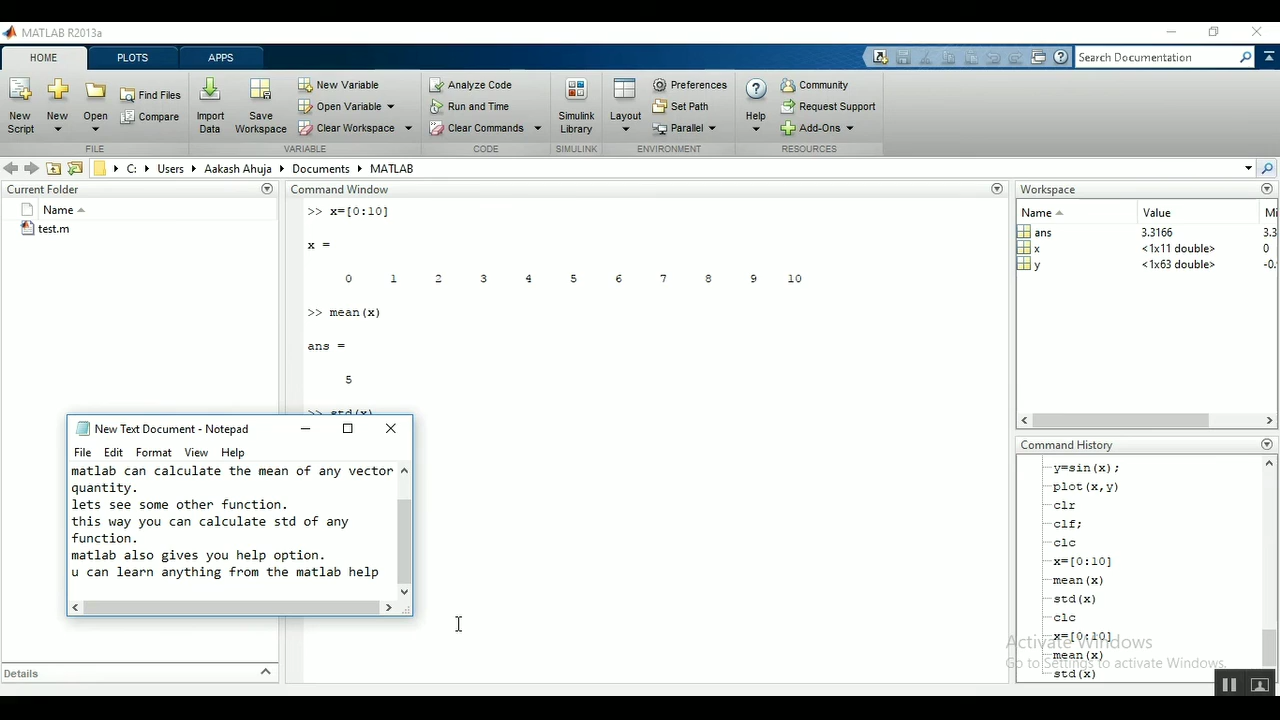 MATLAB R2013a
HOME PLOTS APPS Search Documentation
New Script New Open Find Files Compare Import Data Save Workspace New Variable Open Variable Clear Workspace Analyze Code Run and Time Clear Commands Simulink Library Layout Preferences Set Path Parallel Help Community Request Support Add-Ons
FILE VARIABLE CODE SIMULINK ENVIRONMENT RESOURCES
C: Users Aakash Ahuja Documents MATLAB
Current Folder
Name
test.m
Details
Command Window
>> x=[0:10]
x =
0 1 2 3 4 5 6 7 8 9 10
>> mean(x)
ans =
5
>> std(x)
New Text Document - Notepad
File Edit Format View Help
matlab can calculate the mean of any vector
quantity.
lets see some other function.
this way you can calculate std of any
function.
matlab also gives you help option.
u can learn anything from the matlab help
Workspace
Name Value Mi
ans 3.3166 3.3
x <1x11 double> 0
y <1x63 double> -0.
Command History
y=sin(x);
plot(x,y)
clr
clf;
clc
x=[0:10]
mean(x)
std(x)
clc
x=[0:10]
mean(x)
std(x)
Activate Windows
Go to Settings to activate Windows.